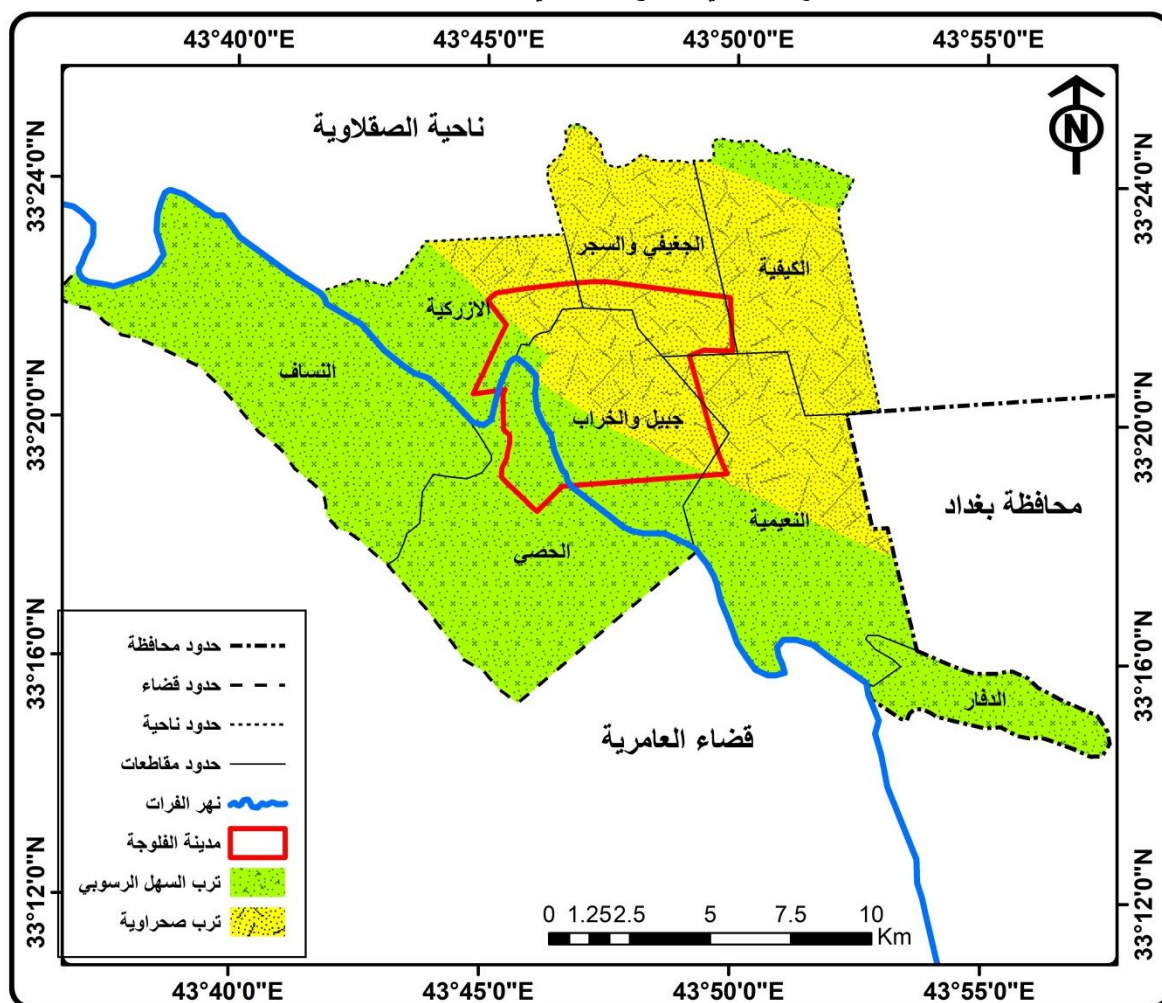 43°40'0"E 43°45'0"E 43°50'0"E 43°55'0"E
N
ناحية الصقلاوية
33°24'0"N 33°24'0"N
الجغيفي والسجر
الكيفية
الازركية
النساف
جبيل والخراب
33°20'0"N 33°20'0"N
محافظة بغداد
النعيمية
الحصي
33°16'0"N 33°16'0"N
الدفار
قضاء العامرية
حدود محافظة
حدود قضاء
حدود ناحية
حدود مقاطعات
نهر الفرات
مدينة الفلوجة
ترب السهل الرسوبي
ترب صحراوية
33°12'0"N 33°12'0"N
0 1.25 2.5 5 7.5 10
Km
43°40'0"E 43°45'0"E 43°50'0"E 43°55'0"E